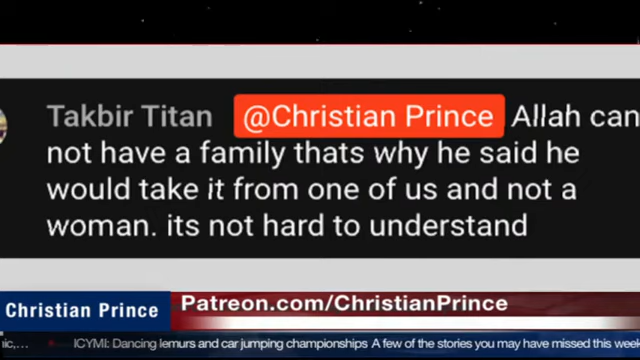 Takbir Titan @Christian Prince Allah can
not have a family thats why he said he
would take it from one of us and not a
woman. its not hard to understand
Patreon.com/ChristianPrince
Christian Prince
ICYMI: Dancing lemurs and car jumping championships A few of the stories you may have missed this week